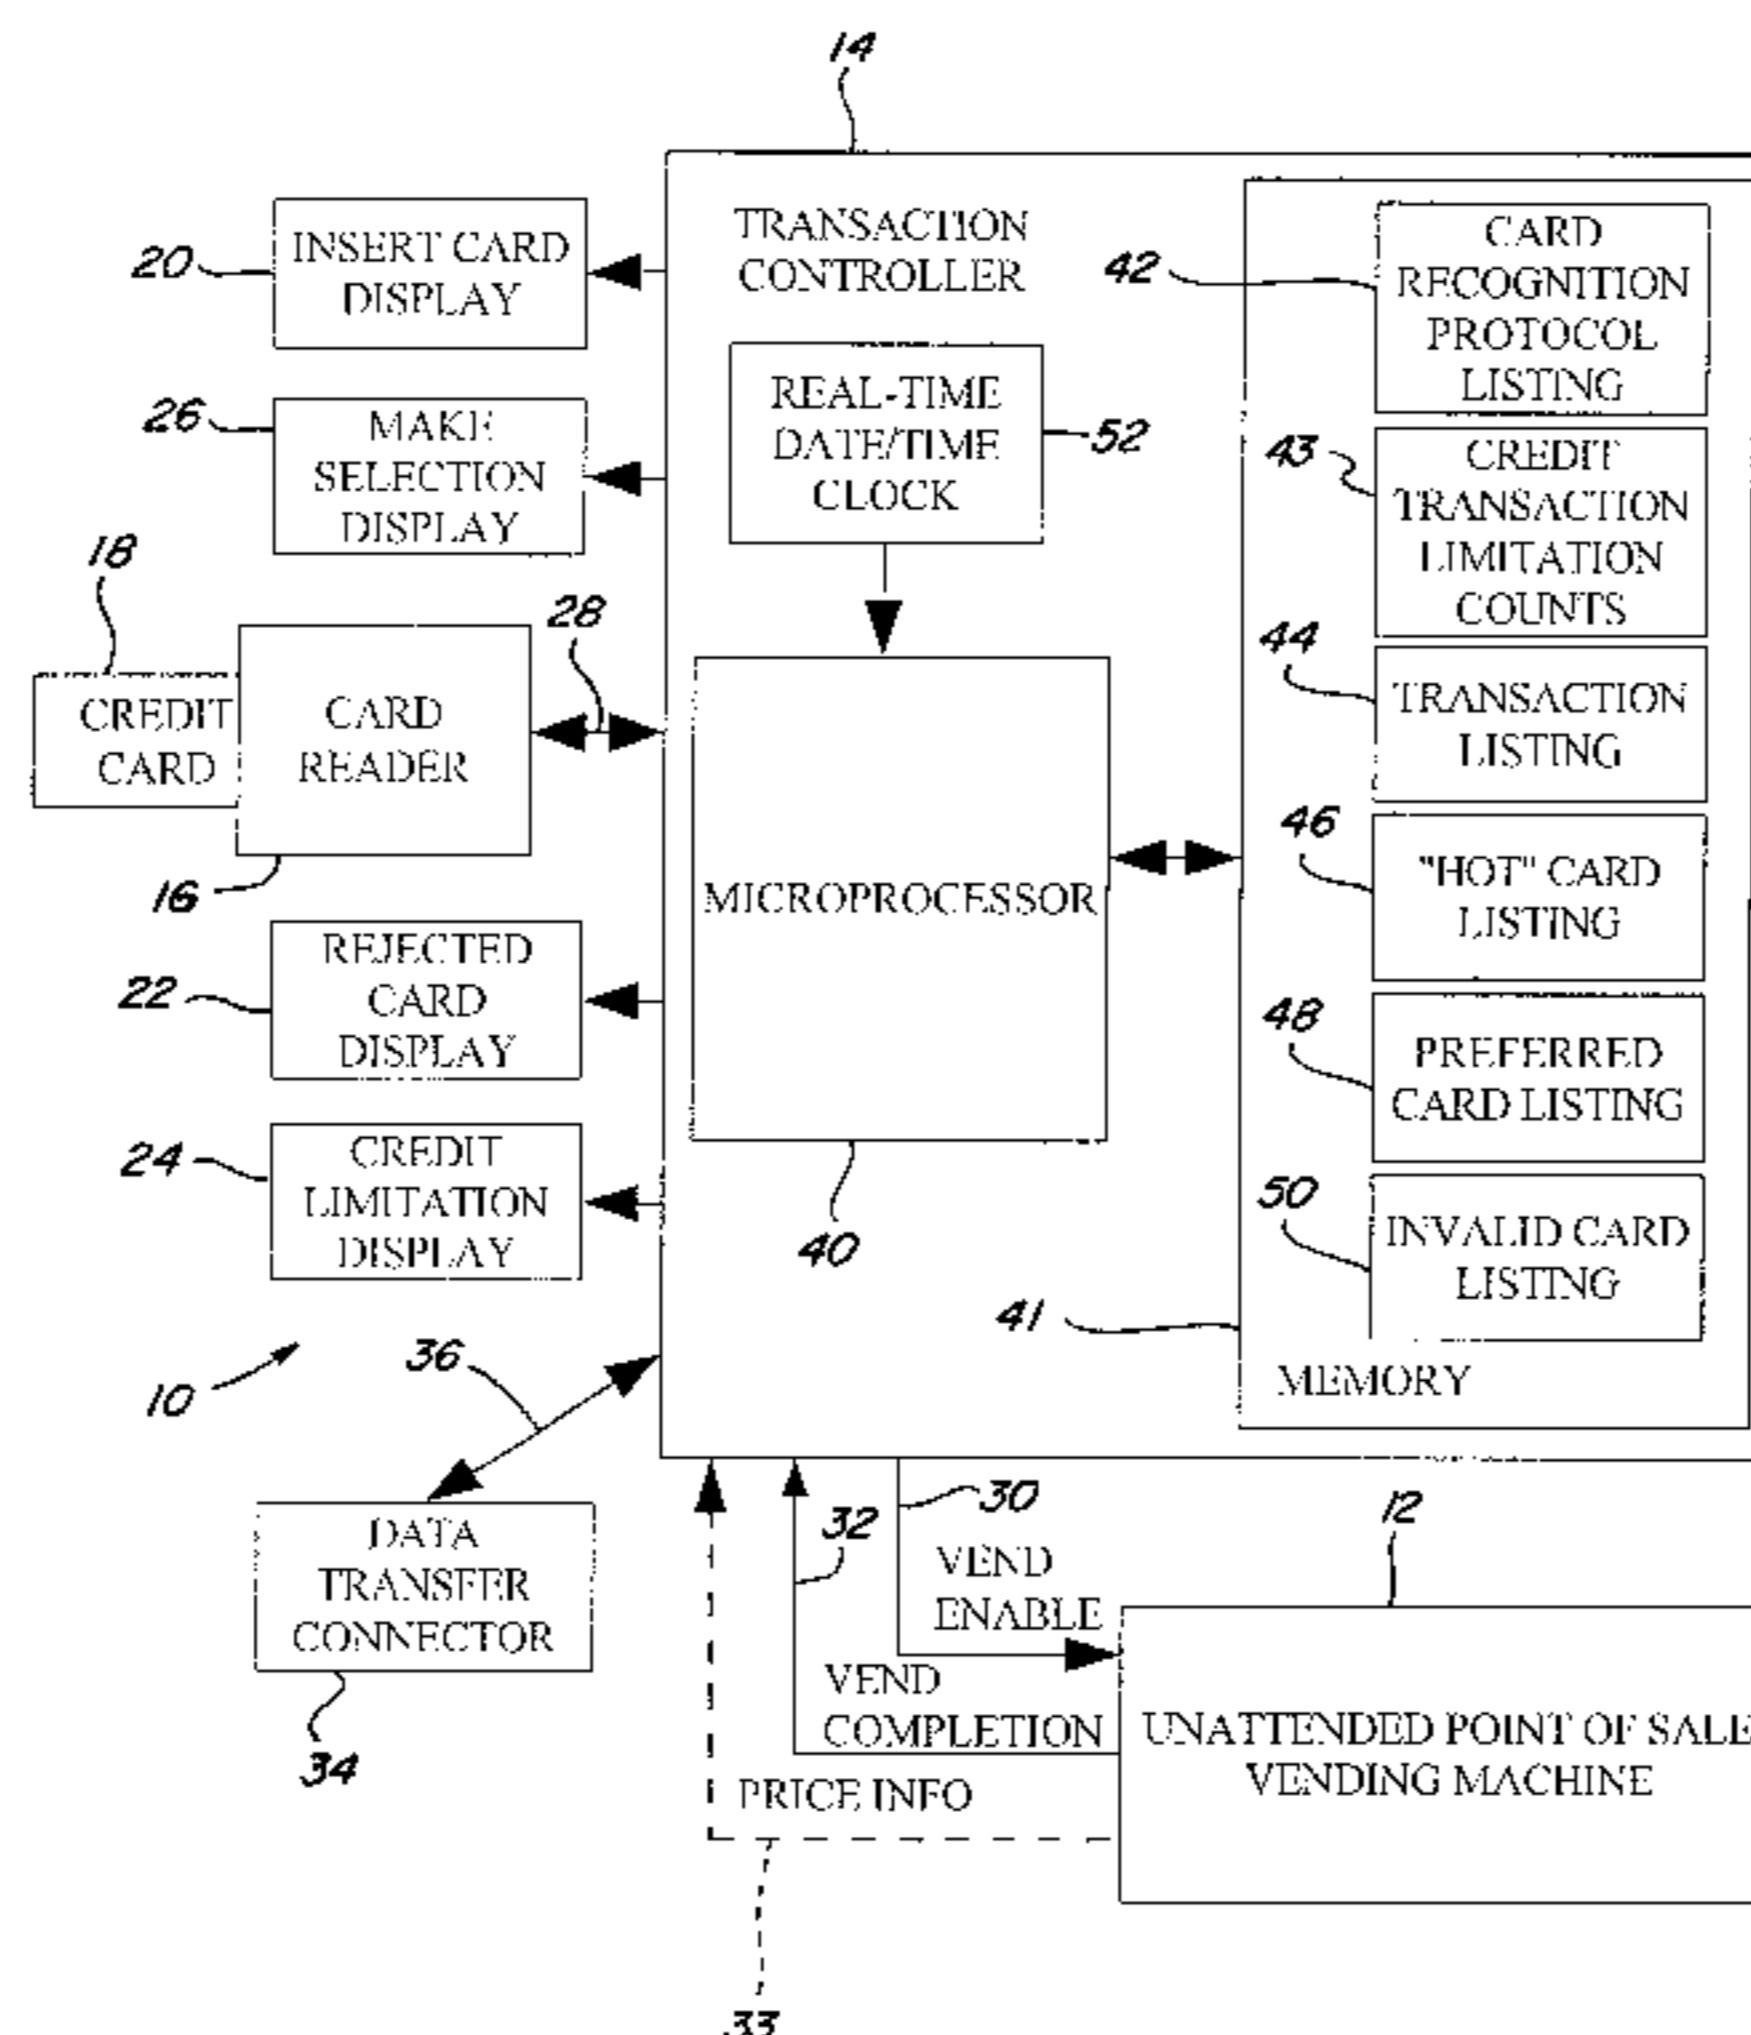 14
TRANSACTION
CONTROLLER
20
INSERT CARD
DISPLAY
26
MAKE
SELECTION
DISPLAY
18
CREDIT
CARD
CARD
READER
28
16
22
REJECTED
CARD
DISPLAY
24
CREDIT
LIMITATION
DISPLAY
10
36
DATA
TRANSFER
CONNECTOR
34
REAL-TIME
DATE/TIME
CLOCK
52
MICROPROCESSOR
40
42
CARD
RECOGNITION
PROTOCOL
LISTING
43
CREDIT
TRANSACTION
LIMITATION
COUNTS
44
TRANSACTION
LISTING
46
"HOT" CARD
LISTING
48
PREFERRED
CARD LISTING
50
INVALID CARD
LISTING
41
MEMORY
30
32
VEND
ENABLE
VEND
COMPLETION
PRICE INFO
33
12
UNATTENDED POINT OF SALE
VENDING MACHINE